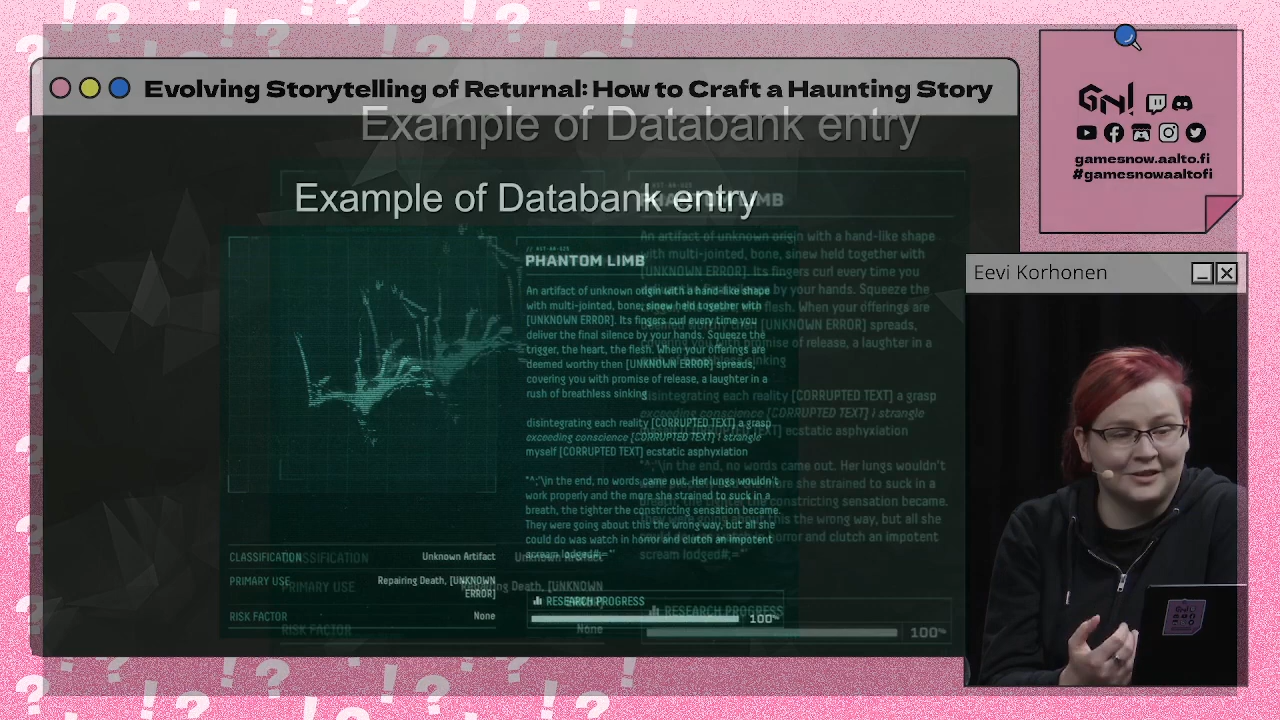 Evolving Storytelling of Returnal: How to Craft a Haunting Story
GN!
gamesnow.aalto.fi
#gamesnowaaltofi
Eevi Korhonen
Example of Databank entry
Example of Databank entry
PHANTOM LIMB
An artifact of unknown origin with a hand-like shape
with multi-jointed, bone, sinew held together with
[UNKNOWN ERROR]. Its fingers curl every time you
deliver the final silence by your hands. Squeeze the
trigger, the heart, the flesh. When your offerings are
deemed worthy then [UNKNOWN ERROR] spreads,
covering you with promise of release, a laughter in a
rush of breathless sinking
disintegrating each reality [CORRUPTED TEXT] a grasp
exceeding conscience [CORRUPTED TEXT] i strangle
myself [CORRUPTED TEXT] ecstatic asphyxiation
"^;"\in the end, no words came out. Her lungs wouldn't
work properly and the more she strained to suck in a
breath, the tighter the constricting sensation became.
They were going about this the wrong way, but all she
could do was watch in horror and clutch an impotent
scream lodged#;="
CLASSIFICATION Unknown Artifact
PRIMARY USE Repairing Death, [UNKNOWN
ERROR]
RISK FACTOR None
RESEARCH PROGRESS
100%